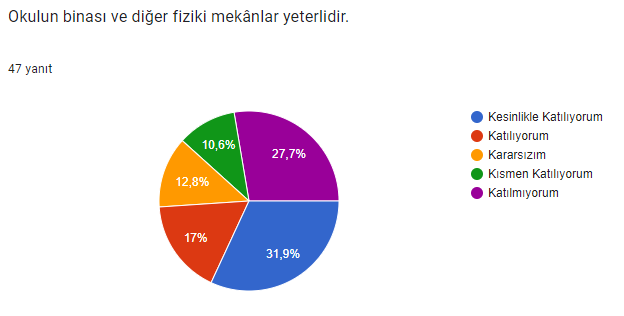 Okulun binası ve diğer fiziki mekânlar yeterlidir.
47 yanıt
10,6%
27,7%
12,8%
17%
31,9%
Kesinlikle Katılıyorum
Katılıyorum
Kararsızım
Kısmen Katılıyorum
Katılmıyorum